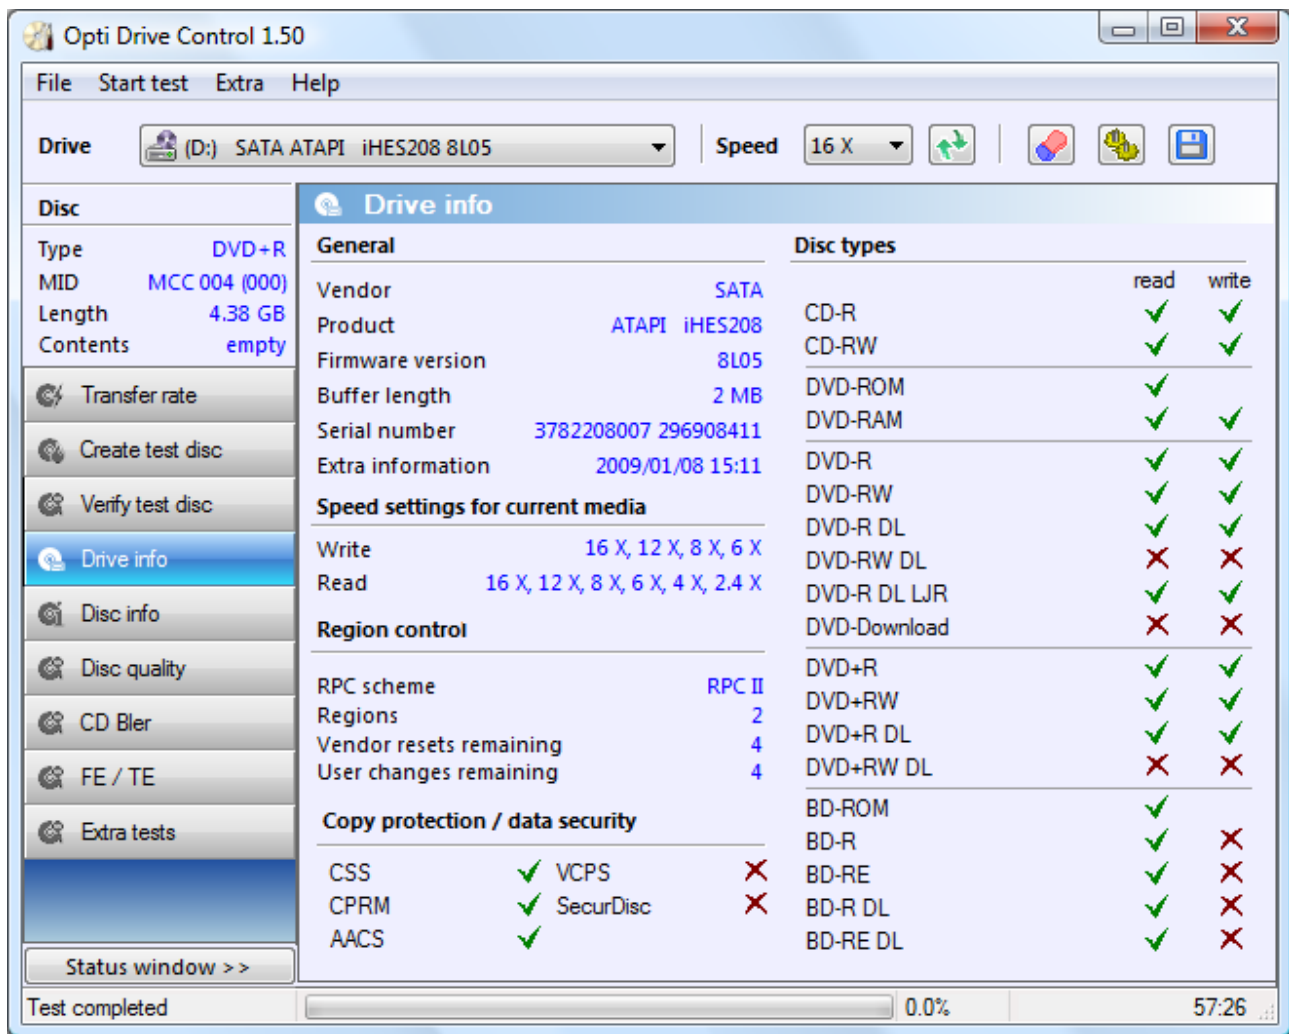 Opti Drive Control 1.50
File Start test Extra Help
Drive (D:) SATA ATAPI iHES208 8L05 Speed 16 X
Disc
Type DVD+R
MID MCC 004 (000)
Length 4.38 GB
Contents empty
Transfer rate
Create test disc
Verify test disc
Drive info
Disc info
Disc quality
CD Bler
FE / TE
Extra tests
Status window >>
Drive info
General
Vendor SATA
Product ATAPI iHES208
Firmware version 8L05
Buffer length 2 MB
Serial number 3782208007 296908411
Extra information 2009/01/08 15:11
Speed settings for current media
Write 16 X, 12 X, 8 X, 6 X
Read 16 X, 12 X, 8 X, 6 X, 4 X, 2.4 X
Region control
RPC scheme RPC II
Regions 2
Vendor resets remaining 4
User changes remaining 4
Copy protection / data security
CSS VCPS
CPRM SecurDisc
AACS
Disc types
read write
CD-R
CD-RW
DVD-ROM
DVD-RAM
DVD-R
DVD-RW
DVD-R DL
DVD-RW DL
DVD-R DL LJR
DVD-Download
DVD+R
DVD+RW
DVD+R DL
DVD+RW DL
BD-ROM
BD-R
BD-RE
BD-R DL
BD-RE DL
Test completed 0.0% 57:26